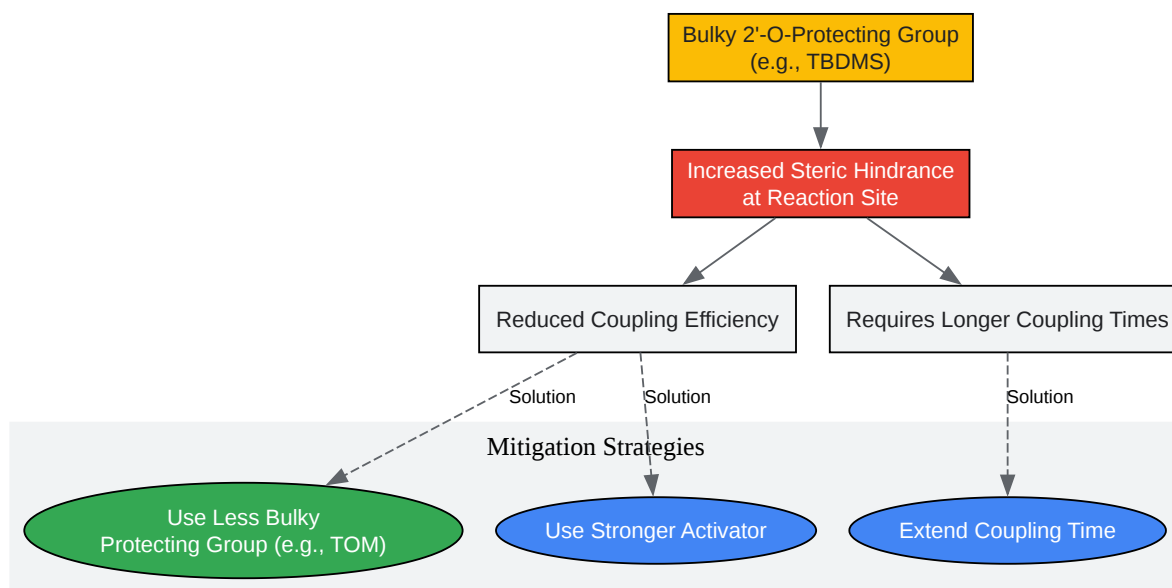 Bulky 2'-O-Protecting Group
(e.g., TBDMS)
Increased Steric Hindrance
at Reaction Site
Reduced Coupling Efficiency
Requires Longer Coupling Times
Solution
Solution
Solution
Mitigation Strategies
Use Less Bulky
Protecting Group (e.g., TOM)
Use Stronger Activator
Extend Coupling Time